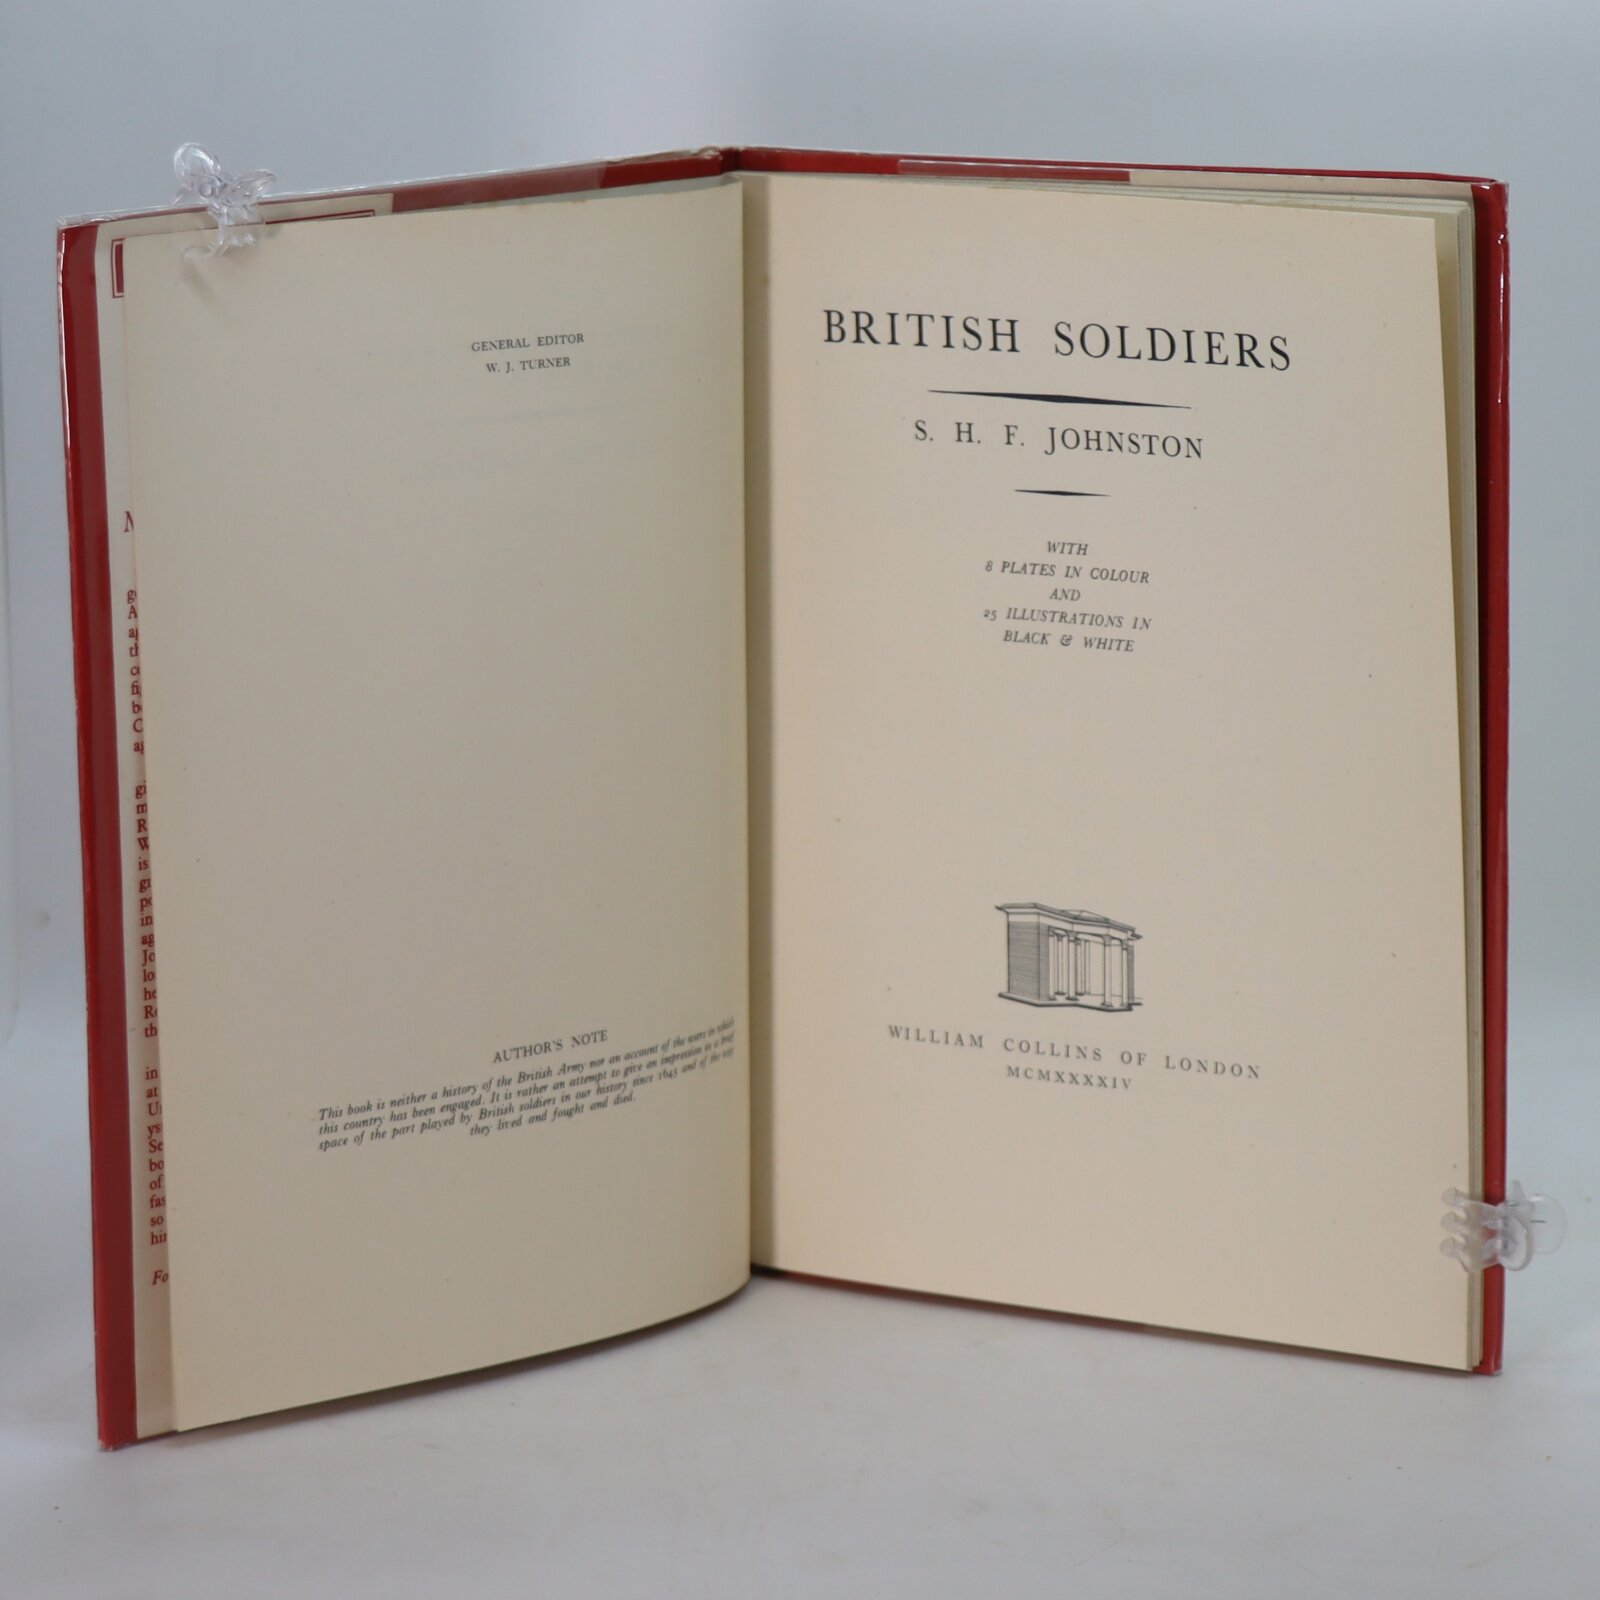 GENERAL EDITOR
W. J. TURNER
AUTHOR'S NOTE
This book is neither a history of the British Army nor an account of the wars in which
this country has been engaged. It is rather an attempt to give an impression in a brief
space of the part played by British soldiers in our history since 1645 and of the way
they lived and fought and died.
BRITISH SOLDIERS
S. H. F. JOHNSTON
WITH
8 PLATES IN COLOUR
AND
25 ILLUSTRATIONS IN
BLACK & WHITE
WILLIAM COLLINS OF LONDON
MCMXXXXIV